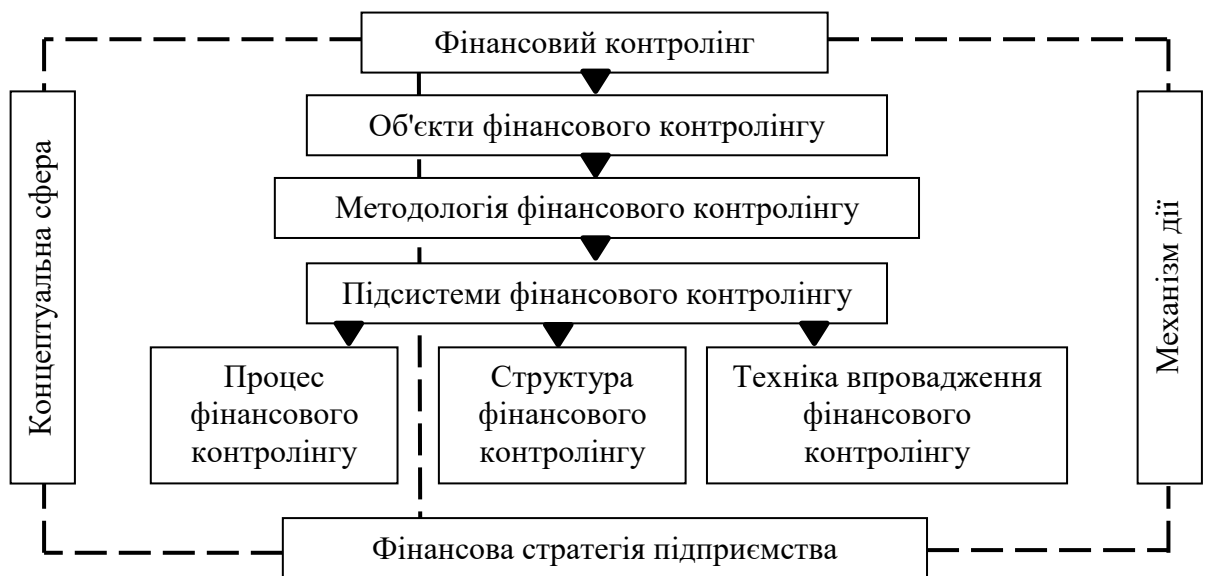 Фінансовий контролінг
Об'єкти фінансового контролінгу
Методологія фінансового контролінгу
Підсистеми фінансового контролінгу
Процес
фінансового
контролінгу
Структура
фінансового
контролінгу
Техніка впровадження
фінансового
контролінгу
Фінансова стратегія підприємства
Концептуальна сфера
Механізм дії